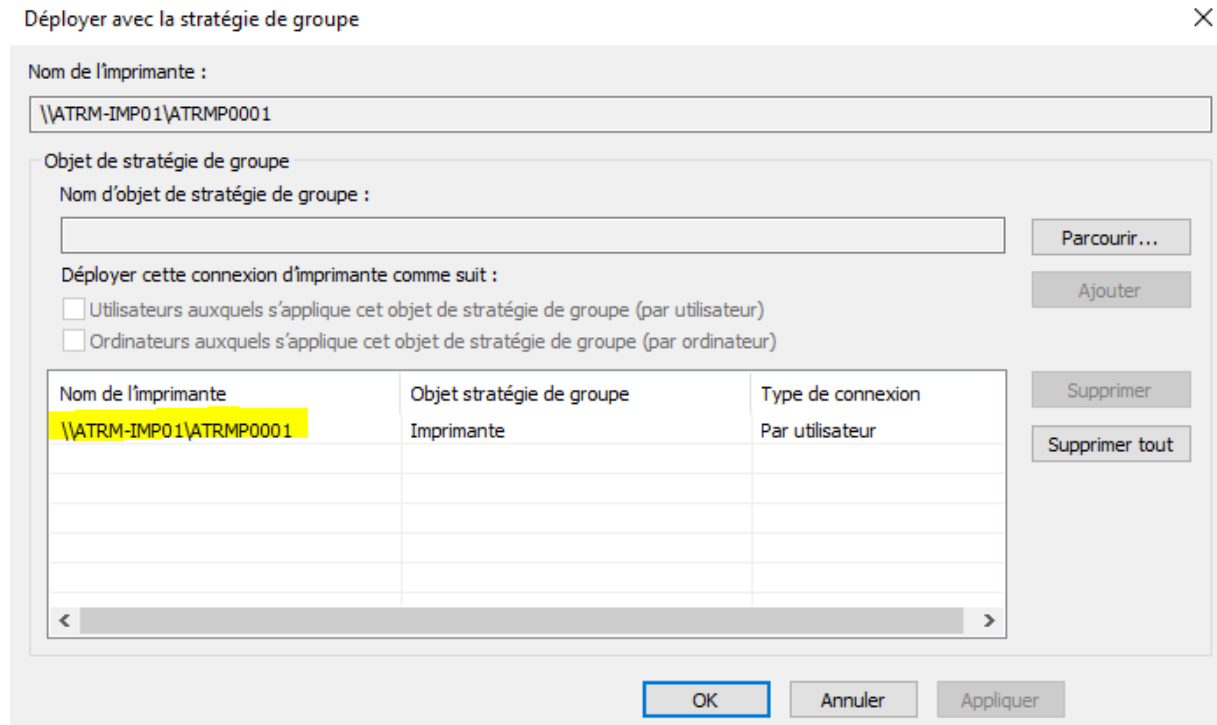 Déployer avec la stratégie de groupe
Nom de l'imprimante :
\\ATRM-IMP01\ATRMP0001
Objet de stratégie de groupe
Nom d'objet de stratégie de groupe :
Parcourir...
Déployer cette connexion d'imprimante comme suit :
Ajouter
Utilisateurs auxquels s'applique cet objet de stratégie de groupe (par utilisateur)
Ordinateurs auxquels s'applique cet objet de stratégie de groupe (par ordinateur)
Nom de l'imprimante Objet stratégie de groupe Type de connexion
Supprimer
\\ATRM-IMP01\ATRMP0001 Imprimante Par utilisateur
Supprimer tout
OK Annuler Appliquer